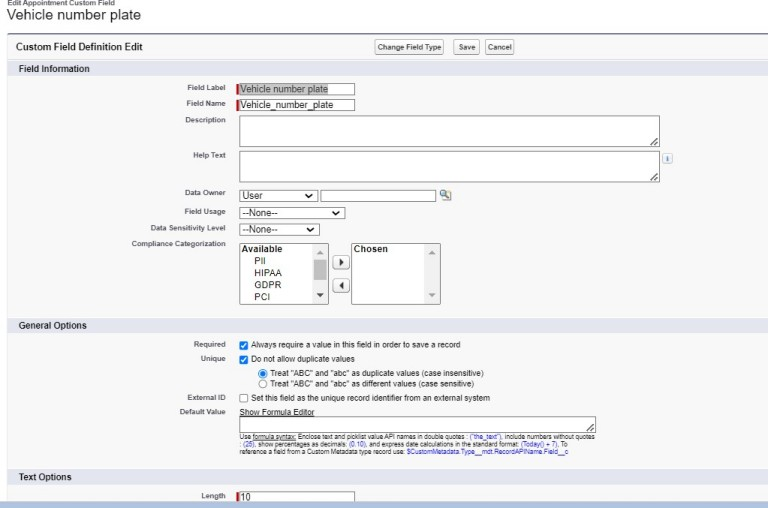 Edit Appointment Custom Field
Vehicle number plate
Custom Field Definition Edit
Change Field Type
Save
Cancel
Field Information
Field Label
Vehicle number plate
Field Name
Vehicle_number_plate
Description
Help Text
i
Data Owner
User
Field Usage
--None--
Data Sensitivity Level
--None--
Compliance Categorization
Available
PII
HIPAA
GDPR
PCI
Chosen
General Options
Required
Always require a value in this field in order to save a record
Unique
Do not allow duplicate values
Treat "ABC" and "abc" as duplicate values (case insensitive)
Treat "ABC" and "abc" as different values (case sensitive)
External ID
Set this field as the unique record identifier from an external system
Default Value
Show Formula Editor
Use formula syntax: Enclose text and picklist value API names in double quotes : ("the_text"), include numbers without quotes
: (25), show percentages as decimals: (0.10), and express date calculations in the standard format: (Today() + 7). To
reference a field from a Custom Metadata type record use: $CustomMetadata.Type__mdt.RecordAPIName.Field__c
Text Options
Length
10